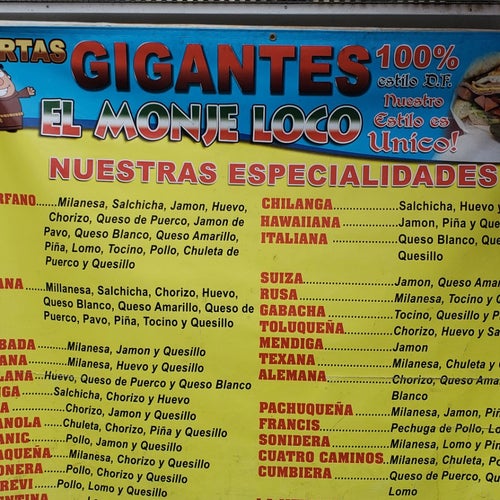 RTAS GIGANTES
EL MONJE LOCO
100%
estilo D.F.
Nuestro
Estilo es
Unico!
NUESTRAS ESPECIALIDADES
RFANO......Milanesa, Salchicha, Jamon, Huevo,
Chorizo, Queso de Puerco, Jamon de
Pavo, Queso Blanco, Queso Amarillo,
Piña, Lomo, Tocino, Pollo, Chuleta de
Puerco y Quesillo
ANA..........Millanesa, Salchicha, Chorizo, Huevo,
Queso Blanco, Queso Amarillo, Queso de
Puerco, Pavo, Piña, Tocino y Quesillo
BADA..........Milanesa, Jamon y Quesillo
ANA..........Milanesa, Huevo y Quesillo
LANA..Huevo, Queso de Puerco y Queso Blanco
NGA..........Salchicha, Chorizo y Huevo
A..........Chorizo, Jamon y Quesillo
NOLA..........Chuleta, Chorizo, Piña y Quesillo
ANIC..........Pollo, Jamon y Quesillo
AQUEÑA..........Milanesa, Chorizo y Quesillo
ONERA..........Pollo, Chorizo y Quesillo
REVI..........Pollo, Lomo y Quesillo
CHILANGA..........Salchicha, Huevo y
HAWAIIANA..........Jamon, Piña y Que
ITALIANA..........Queso Blanco, Que
Quesillo
SUIZA..........Jamon, Queso Amar
RUSA..........Milanesa, Tocino y C
GABACHA..........Tocino, Quesillo y P
TOLUQUEÑA..........Chorizo, Huevo y Sa
MENDIGA..........Jamon
TEXANA..........Milanesa, Chuleta y
ALEMANA..........Chorizo, Queso Ama
Blanco
PACHUQUEÑA..........Milanesa, Jamon, Piñ
FRANCIS..........Pechuga de Pollo, Lo
SONIDERA..........Milanesa, Lomo y Pi
CUATRO CAMINOS..Milanesa, Chuleta, Po
CUMBIERA..........Queso de Puerco, Qu
Lomo